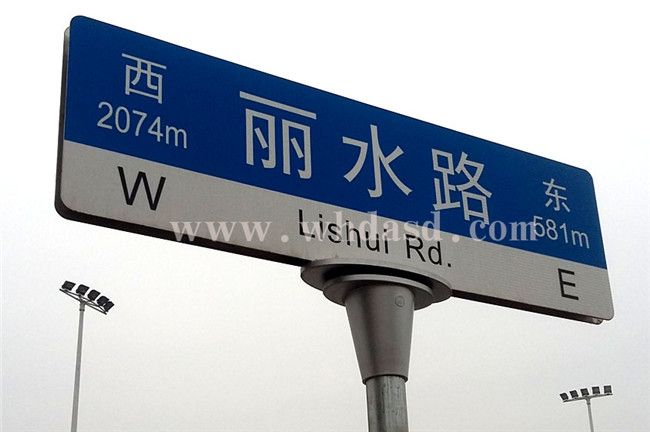 西 丽水路 东
2074m 581m
W Lishui Rd. E
www.whdasd.com